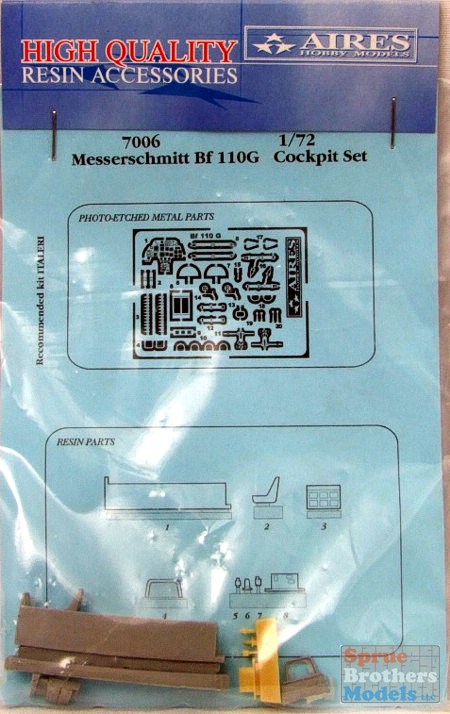 HIGH QUALITY
RESIN ACCESSORIES
AIRES
HOBBY MODELS
7006 1/72
Messerschmitt Bf 110G Cockpit Set
PHOTO-ETCHED METAL PARTS
Recommended kit ITALERI
Bf 110 G
AIRES
RESIN PARTS
1
2
3
4
5 6 7 8
Sprue
Brothers
Models LLC